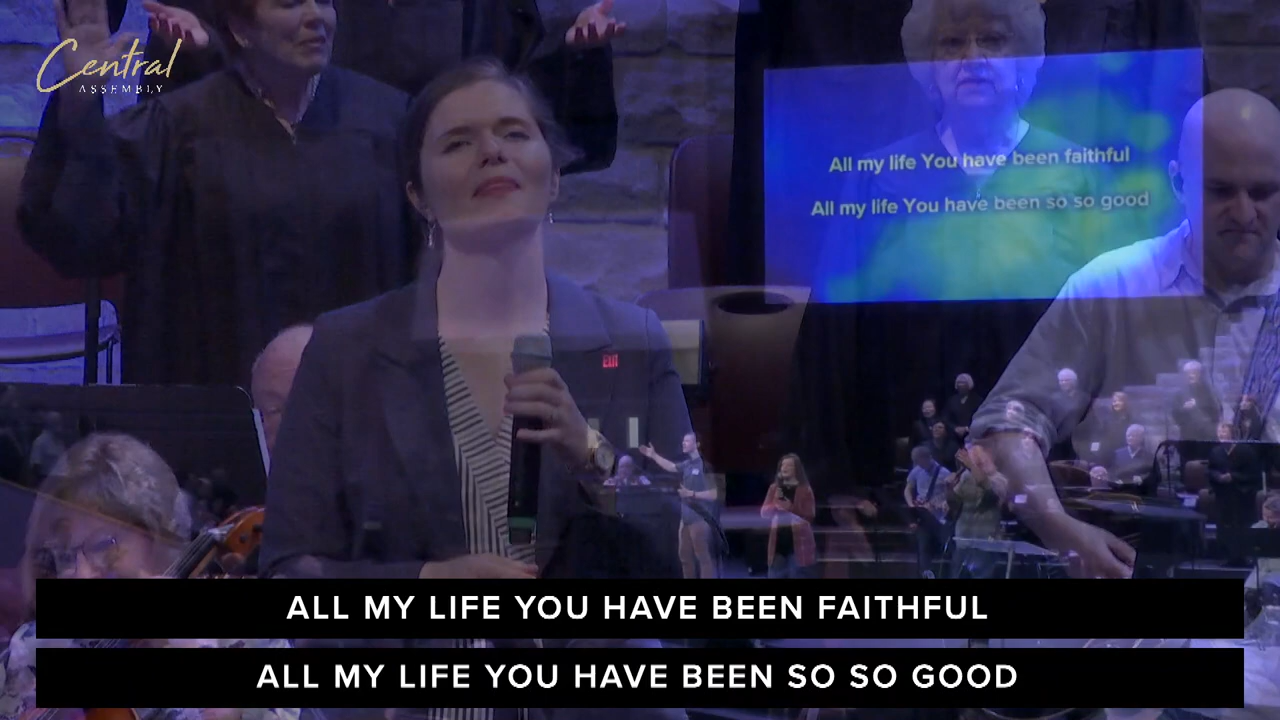 Central
ASSEMBLY
All my life You have been faithful
All my life You have been so so good
EXIT
ALL MY LIFE YOU HAVE BEEN FAITHFUL
ALL MY LIFE YOU HAVE BEEN SO SO GOOD